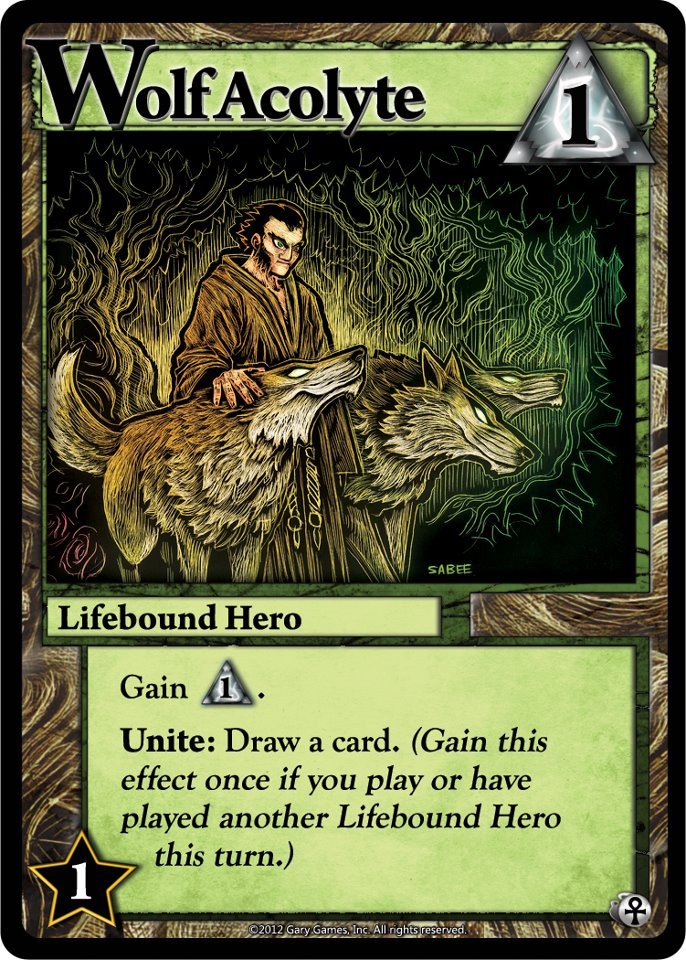 Wolf Acolyte
1
SABEE
Lifebound Hero
Gain 1.
Unite: Draw a card. (Gain this
effect once if you play or have
played another Lifebound Hero
this turn.)
1
©2012 Gary Games, Inc. All rights reserved.